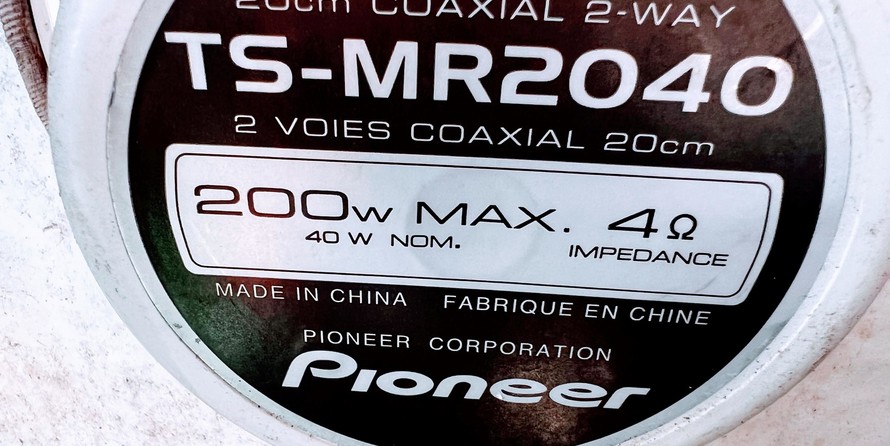 20cm COAXIAL 2-WAY
TS-MR2040
2 VOIES COAXIAL 20cm
200w MAX. 4Ω
40 W NOM. IMPEDANCE
MADE IN CHINA FABRIQUE EN CHINE
PIONEER CORPORATION
Pioneer